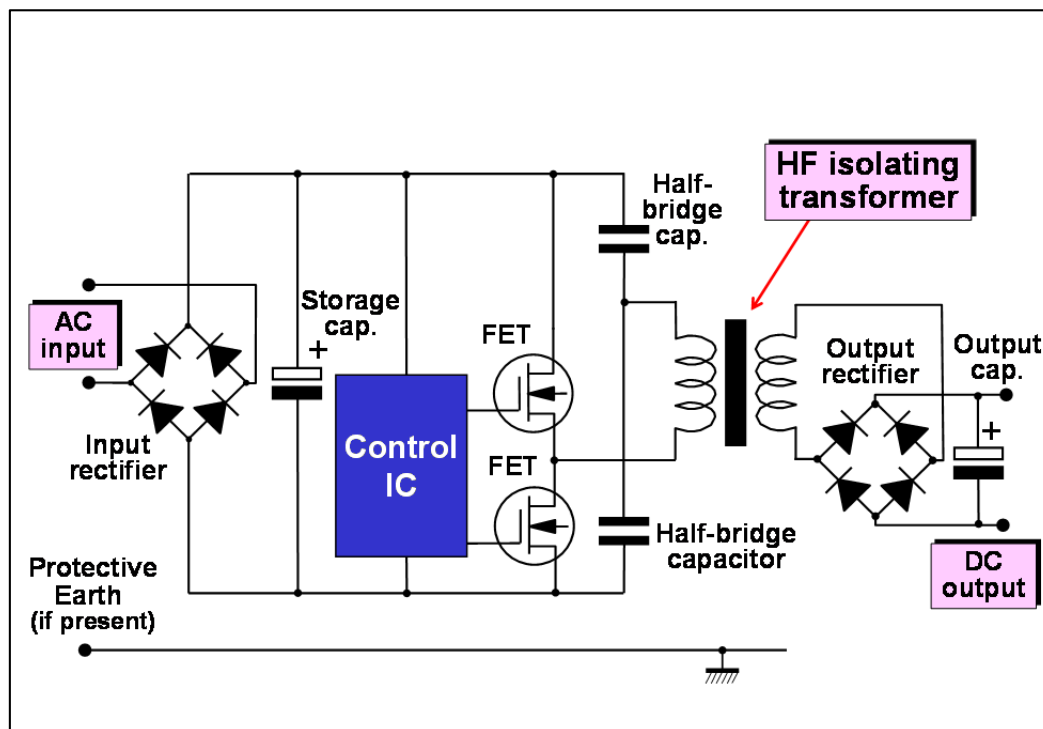 HF isolating
transformer
Half-
bridge
cap.
Storage
cap.
+
AC
input
FET
Output
rectifier
Output
cap.
+
Input
rectifier
Control
IC
FET
Half-bridge
capacitor
DC
output
Protective
Earth
(if present)